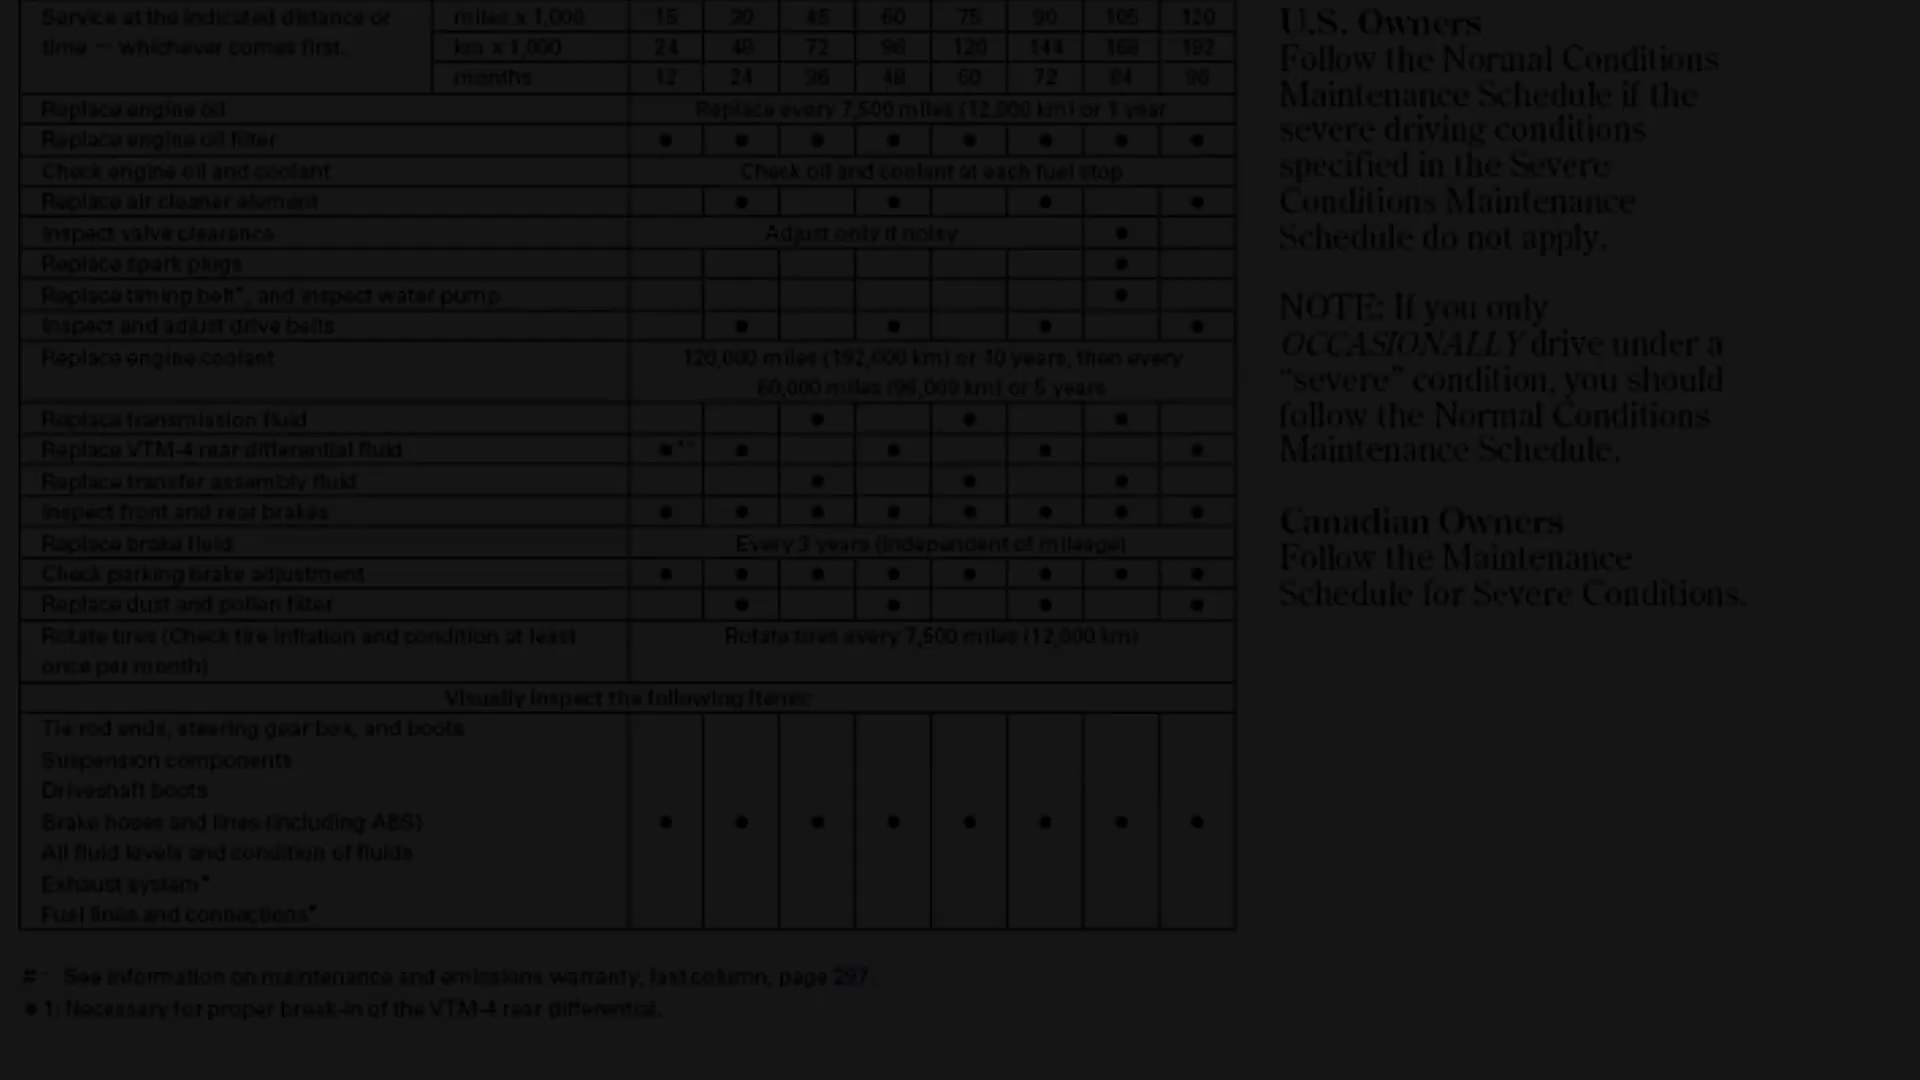 Service at the indicated distance or
time — whichever comes first.
miles x 1,000 15 30 45 60 75 90 105 120
km x 1,000 24 48 72 96 120 144 168 192
months 12 24 36 48 60 72 84 96
Replace engine oil Replace every 7,500 miles (12,000 km) or 1 year
Replace engine oil filter ● ● ● ● ● ● ● ●
Check engine oil and coolant Check oil and coolant at each fuel stop
Replace air cleaner element ● ● ● ●
Inspect valve clearance Adjust only if noisy ●
Replace spark plugs ●
Replace timing belt*, and inspect water pump ●
Inspect and adjust drive belts ● ● ● ●
Replace engine coolant 120,000 miles (192,000 km) or 10 years, then every
60,000 miles (96,000 km) or 5 years
Replace transmission fluid ● ● ●
Replace VTM-4 rear differential fluid ●*1 ● ● ● ●
Replace transfer assembly fluid ● ● ●
Inspect front and rear brakes ● ● ● ● ● ● ● ●
Replace brake fluid Every 3 years (independent of mileage)
Check parking brake adjustment ● ● ● ● ● ● ● ●
Replace dust and pollen filter ● ● ● ●
Rotate tires (Check tire inflation and condition at least
once per month)
Rotate tires every 7,500 miles (12,000 km)
Visually inspect the following items:
Tie rod ends, steering gear box, and boots
Suspension components
Driveshaft boots
Brake hoses and lines (including ABS) ● ● ● ● ● ● ● ●
All fluid levels and condition of fluids
Exhaust system*
Fuel lines and connections*
# : See information on maintenance and emissions warranty, last column, page 297.
● 1: Necessary for proper break-in of the VTM-4 rear differential.
U.S. Owners
Follow the Normal Conditions
Maintenance Schedule if the
severe driving conditions
specified in the Severe
Conditions Maintenance
Schedule do not apply.
NOTE: If you only
OCCASIONALLY drive under a
“severe” condition, you should
follow the Normal Conditions
Maintenance Schedule.
Canadian Owners
Follow the Maintenance
Schedule for Severe Conditions.